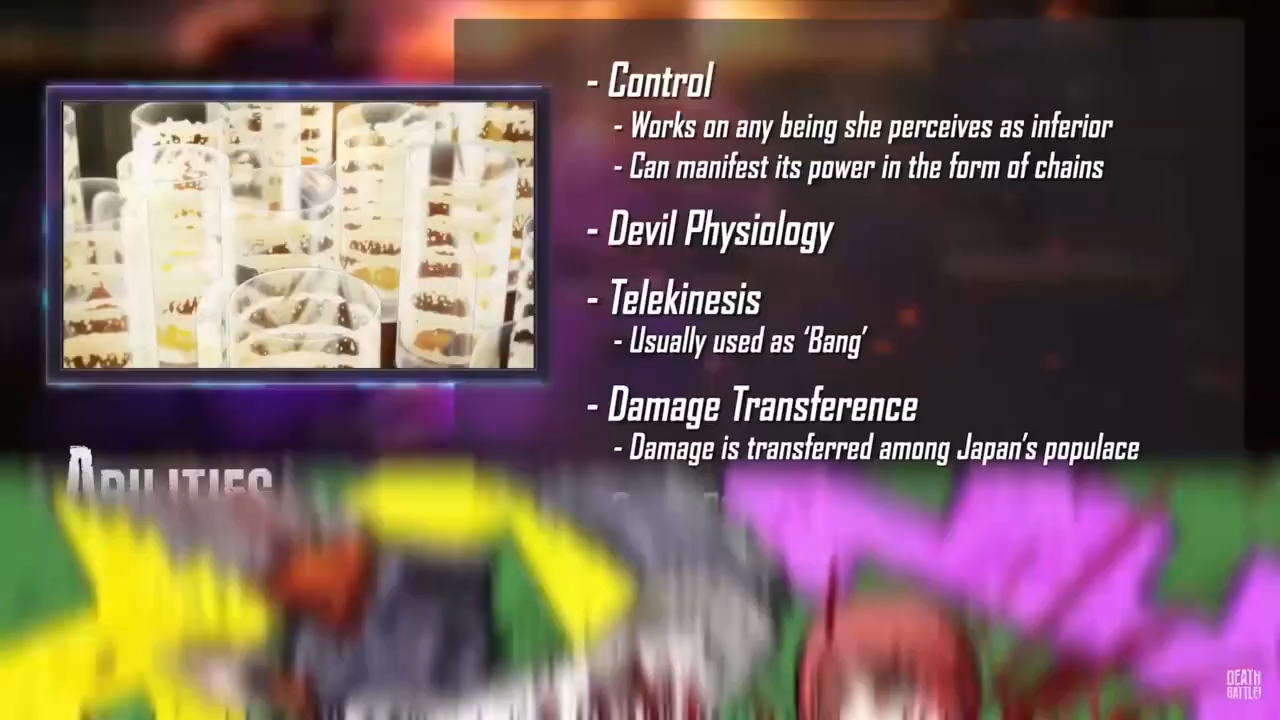 - Control
- Works on any being she perceives as inferior
- Can manifest its power in the form of chains
- Devil Physiology
- Telekinesis
- Usually used as ‘Bang’
- Damage Transference
- Damage is transferred among Japan’s populace
Abilities
DEATH
BATTLE!